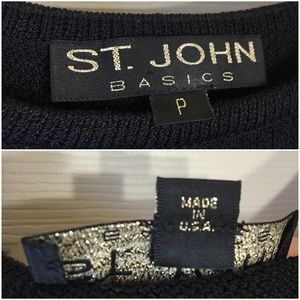 ST. JOHN
BASICS
P
MADE
IN
U.S.A.